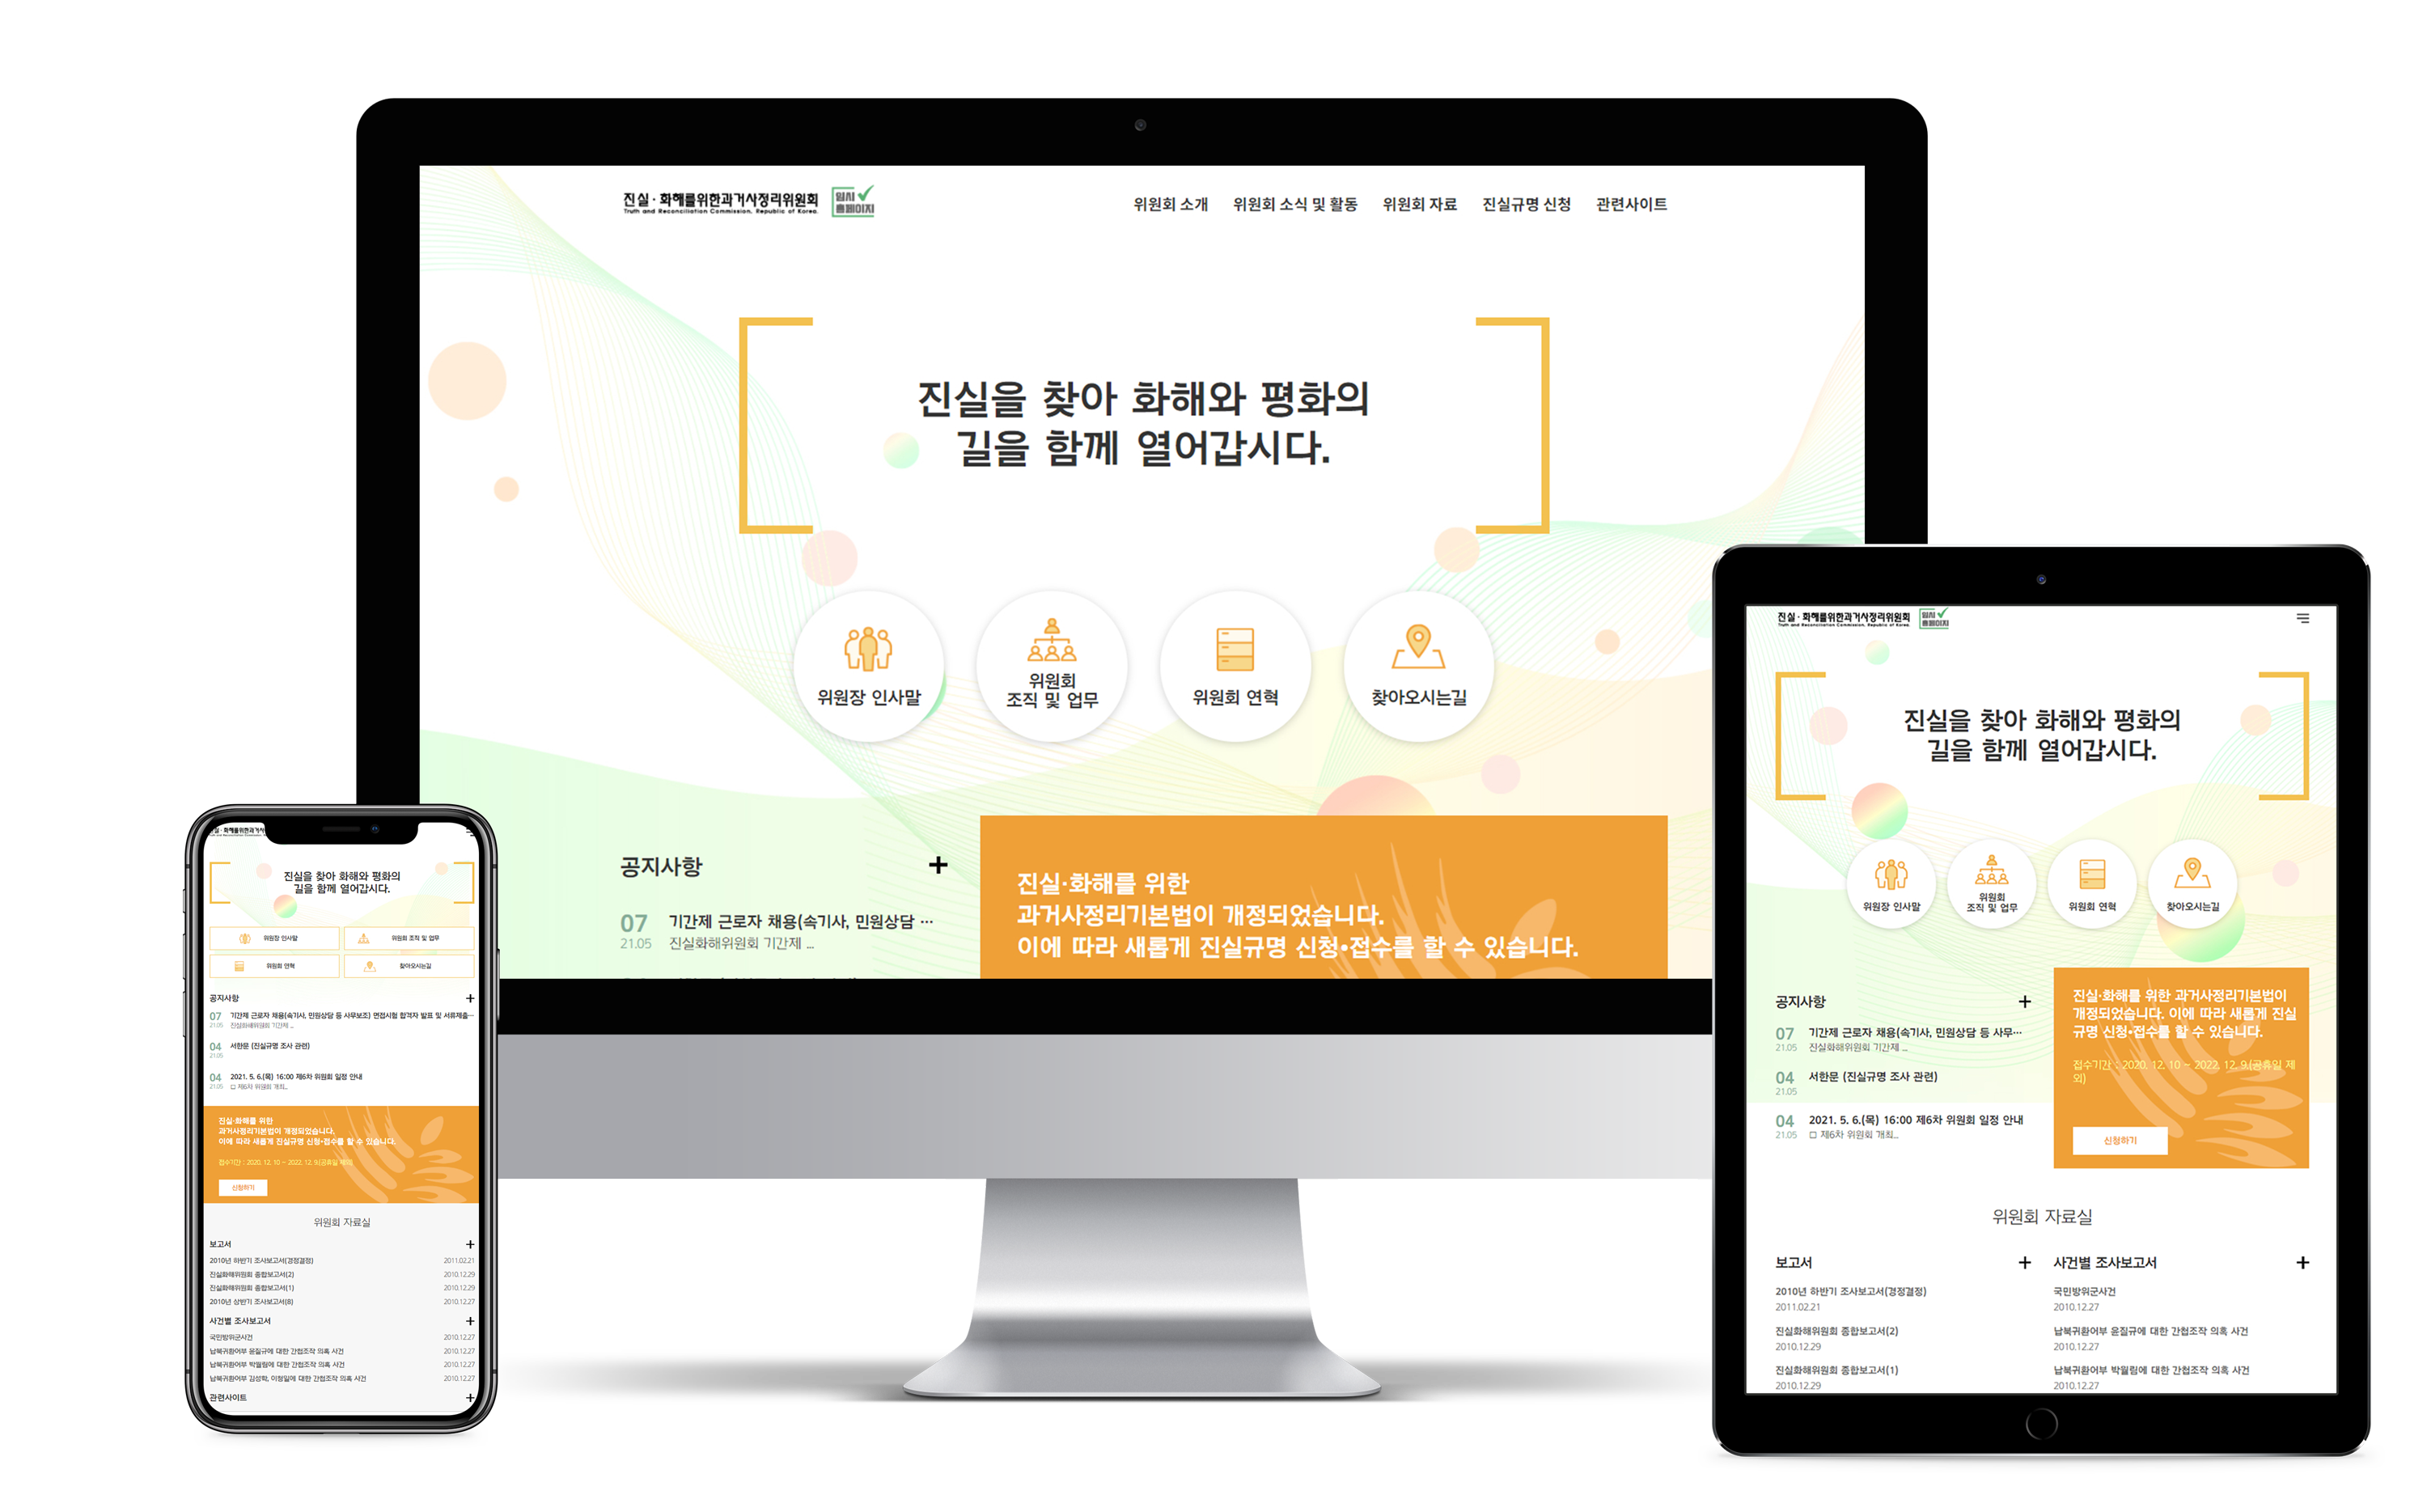 진실·화해를위한과거사정리위원회
Truth and Reconciliation Commission, Republic of Korea.
임시
홈페이지
위원회 소개 위원회 소식 및 활동 위원회 자료 진실규명 신청 관련사이트
진실을 찾아 화해와 평화의
길을 함께 열어갑시다.
위원장 인사말
위원회
조직 및 업무
위원회 연혁
찾아오시는길
공지사항 +
07 기간제 근로자 채용(속기사, 민원상담 …
21.05 진실화해위원회 기간제 ...
진실·화해를 위한
과거사정리기본법이 개정되었습니다.
이에 따라 새롭게 진실규명 신청•접수를 할 수 있습니다.
진실을 찾아 화해와 평화의
길을 함께 열어갑시다.
위원장 인사말
위원회 조직 및 업무
위원회 연혁
찾아오시는길
공지사항 +
07 기간제 근로자 채용(속기사, 민원상담 등 사무보조) 면접시험 합격자 발표 및 서류제출…
21.05 진실화해위원회 기간제 ...
04 서한문 (진실규명 조사 관련)
21.05
04 2021. 5. 6.(목) 16:00 제6차 위원회 일정 안내
21.05 □ 제6차 위원회 개최...
진실·화해를 위한
과거사정리기본법이 개정되었습니다.
이에 따라 새롭게 진실규명 신청•접수를 할 수 있습니다.
접수기간 : 2020. 12. 10 ~ 2022. 12. 9.(공휴일 제외)
신청하기
위원회 자료실
보고서 +
2010년 하반기 조사보고서(경정결정) 2011.02.21
진실화해위원회 종합보고서(2) 2010.12.29
진실화해위원회 종합보고서(1) 2010.12.29
2010년 상반기 조사보고서(8) 2010.12.27
사건별 조사보고서 +
국민방위군사건 2010.12.27
납북귀환어부 윤질규에 대한 간첩조작 의혹 사건 2010.12.27
납북귀환어부 박월림에 대한 간첩조작 의혹 사건 2010.12.27
납북귀환어부 김성학, 이정일에 대한 간첩조작 의혹 사건 2010.12.27
관련사이트 +
진실·화해를위한과거사정리위원회
Truth and Reconciliation Commission, Republic of Korea.
임시
홈페이지
진실을 찾아 화해와 평화의
길을 함께 열어갑시다.
위원장 인사말
위원회
조직 및 업무
위원회 연혁
찾아오시는길
공지사항 +
07 기간제 근로자 채용(속기사, 민원상담 등 사무…
21.05 진실화해위원회 기간제 ...
04 서한문 (진실규명 조사 관련)
21.05
04 2021. 5. 6.(목) 16:00 제6차 위원회 일정 안내
21.05 □ 제6차 위원회 개최...
진실·화해를 위한 과거사정리기본법이
개정되었습니다. 이에 따라 새롭게 진실
규명 신청•접수를 할 수 있습니다.
접수기간 : 2020. 12. 10 ~ 2022. 12. 9.(공휴일 제
외)
신청하기
위원회 자료실
보고서 +
2010년 하반기 조사보고서(경정결정)
2011.02.21
진실화해위원회 종합보고서(2)
2010.12.29
진실화해위원회 종합보고서(1)
2010.12.29
사건별 조사보고서 +
국민방위군사건
2010.12.27
납북귀환어부 윤질규에 대한 간첩조작 의혹 사건
2010.12.27
납북귀환어부 박월림에 대한 간첩조작 의혹 사건
2010.12.27